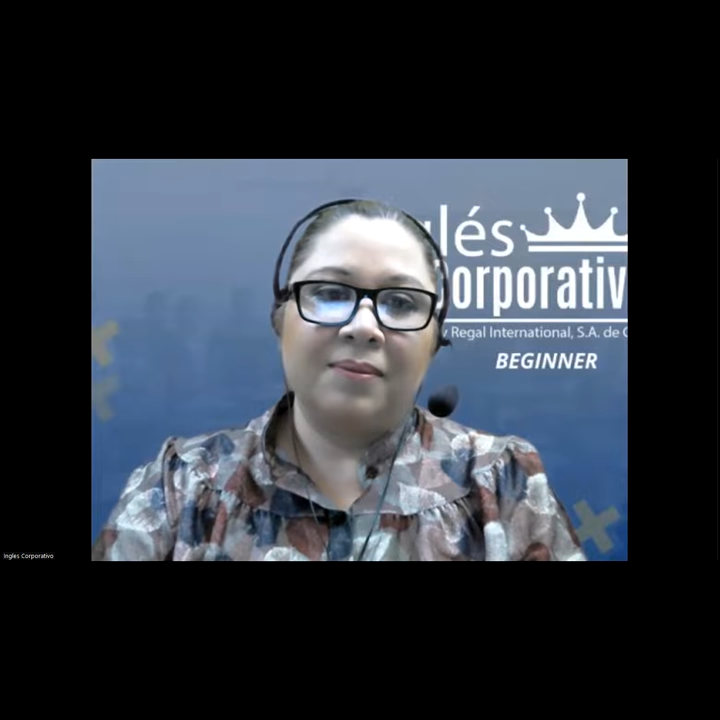 lés
orporativ
Regal International, S.A. de
BEGINNER
Ingles Corporativo